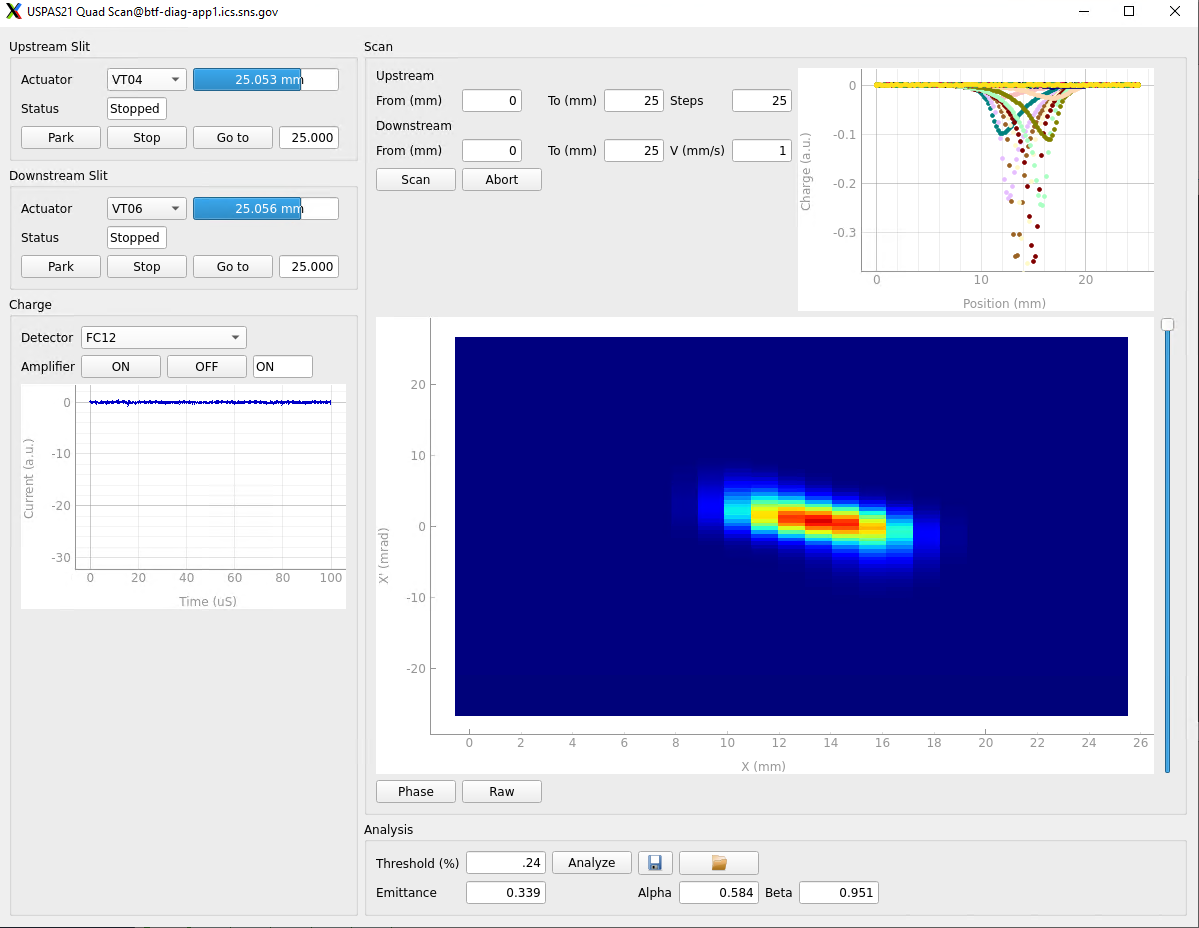 USPAS21 Quad Scan@btf-diag-app1.ics.sns.gov
Upstream Slit
Actuator VT04 25.053 mm
Status Stopped
Park Stop Go to 25.000
Downstream Slit
Actuator VT06 25.056 mm
Status Stopped
Park Stop Go to 25.000
Charge
Detector FC12
Amplifier ON OFF ON
0
-10
-20
-30
Current (a.u.)
0 20 40 60 80 100
Time (uS)
Scan
Upstream
From (mm) 0 To (mm) 25 Steps 25
Downstream
From (mm) 0 To (mm) 25 V (mm/s) 1
Scan Abort
0
-0.1
-0.2
-0.3
Charge (a.u.)
0 10 20
Position (mm)
20
10
0
-10
-20
X' (mrad)
0 2 4 6 8 10 12 14 16 18 20 22 24 26
X (mm)
Phase Raw
Analysis
Threshold (%) .24 Analyze
Emittance 0.339 Alpha 0.584 Beta 0.951